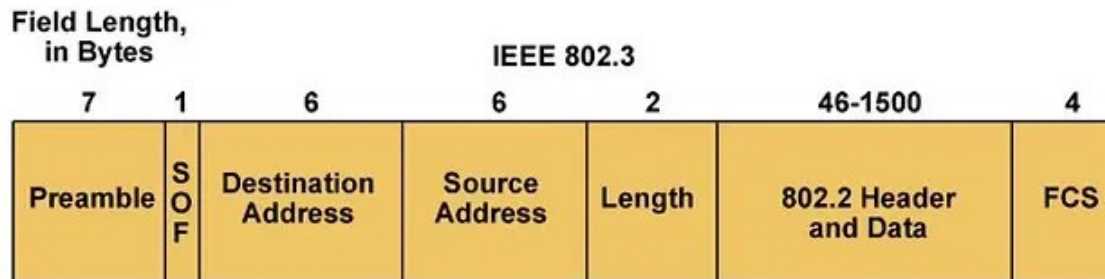 Field Length,
in Bytes
IEEE 802.3
7 1 6 6 2 46-1500 4
Preamble
S
O
F
Destination
Address
Source
Address
Length
802.2 Header
and Data
FCS